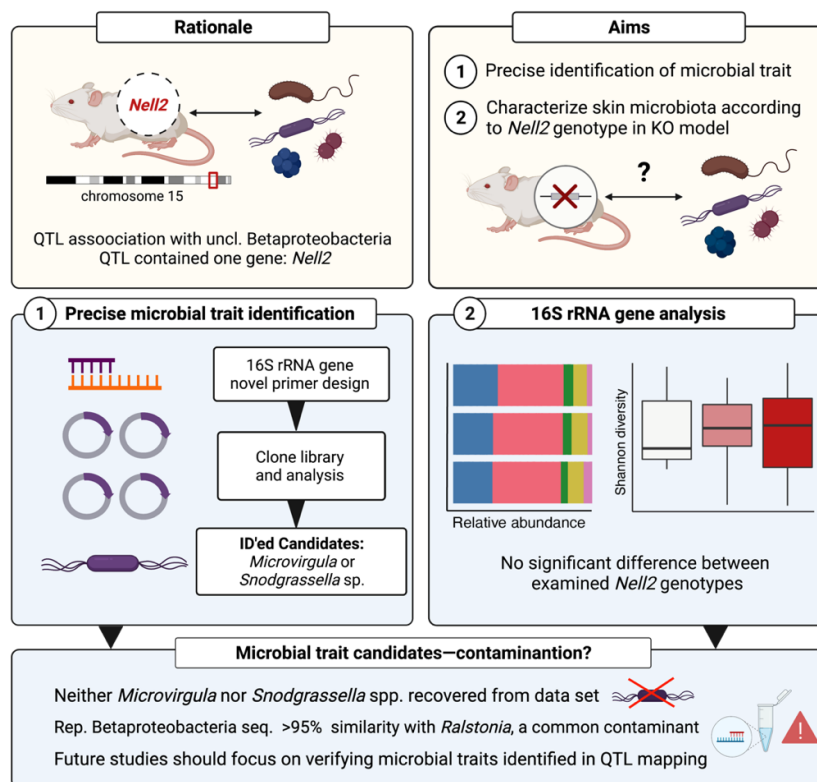 Rationale
Nell2
chromosome 15
QTL assoociation with uncl. Betaproteobacteria
QTL contained one gene: Nell2
Aims
1 Precise identification of microbial trait
2 Characterize skin microbiota according
to Nell2 genotype in KO model
?
1 Precise microbial trait identification
16S rRNA gene
novel primer design
Clone library
and analysis
ID'ed Candidates:
Microvirgula or
Snodgrassella sp.
2 16S rRNA gene analysis
Relative abundance
Shannon diversity
No significant difference between
examined Nell2 genotypes
Microbial trait candidates—contaminantion?
Neither Microvirgula nor Snodgrassella spp. recovered from data set
Rep. Betaproteobacteria seq. >95% similarity with Ralstonia, a common contaminant
Future studies should focus on verifying microbial traits identified in QTL mapping